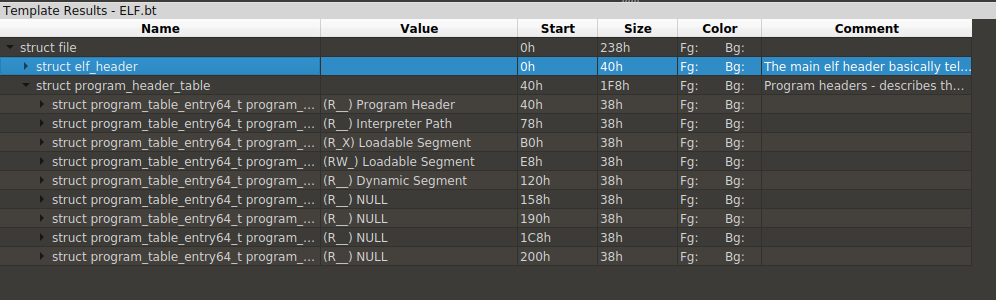 Template Results - ELF.bt
Name Value Start Size Color Comment
struct file 0h 238h Fg: Bg:
struct elf_header 0h 40h Fg: Bg: The main elf header basically tel...
struct program_header_table 40h 1F8h Fg: Bg: Program headers - describes th...
struct program_table_entry64_t program_... (R__) Program Header 40h 38h Fg: Bg:
struct program_table_entry64_t program_... (R__) Interpreter Path 78h 38h Fg: Bg:
struct program_table_entry64_t program_... (R_X) Loadable Segment B0h 38h Fg: Bg:
struct program_table_entry64_t program_... (RW_) Loadable Segment E8h 38h Fg: Bg:
struct program_table_entry64_t program_... (R__) Dynamic Segment 120h 38h Fg: Bg:
struct program_table_entry64_t program_... (R__) NULL 158h 38h Fg: Bg:
struct program_table_entry64_t program_... (R__) NULL 190h 38h Fg: Bg:
struct program_table_entry64_t program_... (R__) NULL 1C8h 38h Fg: Bg:
struct program_table_entry64_t program_... (R__) NULL 200h 38h Fg: Bg: